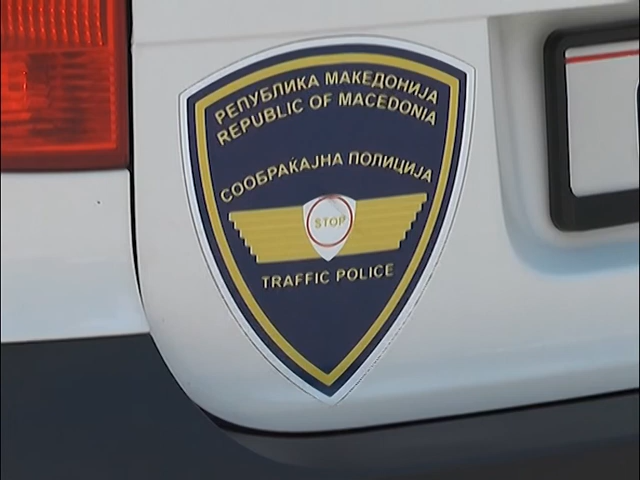 РЕПУБЛИКА МАКЕДОНИЈА
REPUBLIC OF MACEDONIA
СООБРАЌАЈНА ПОЛИЦИЈА
STOP
TRAFFIC POLICE